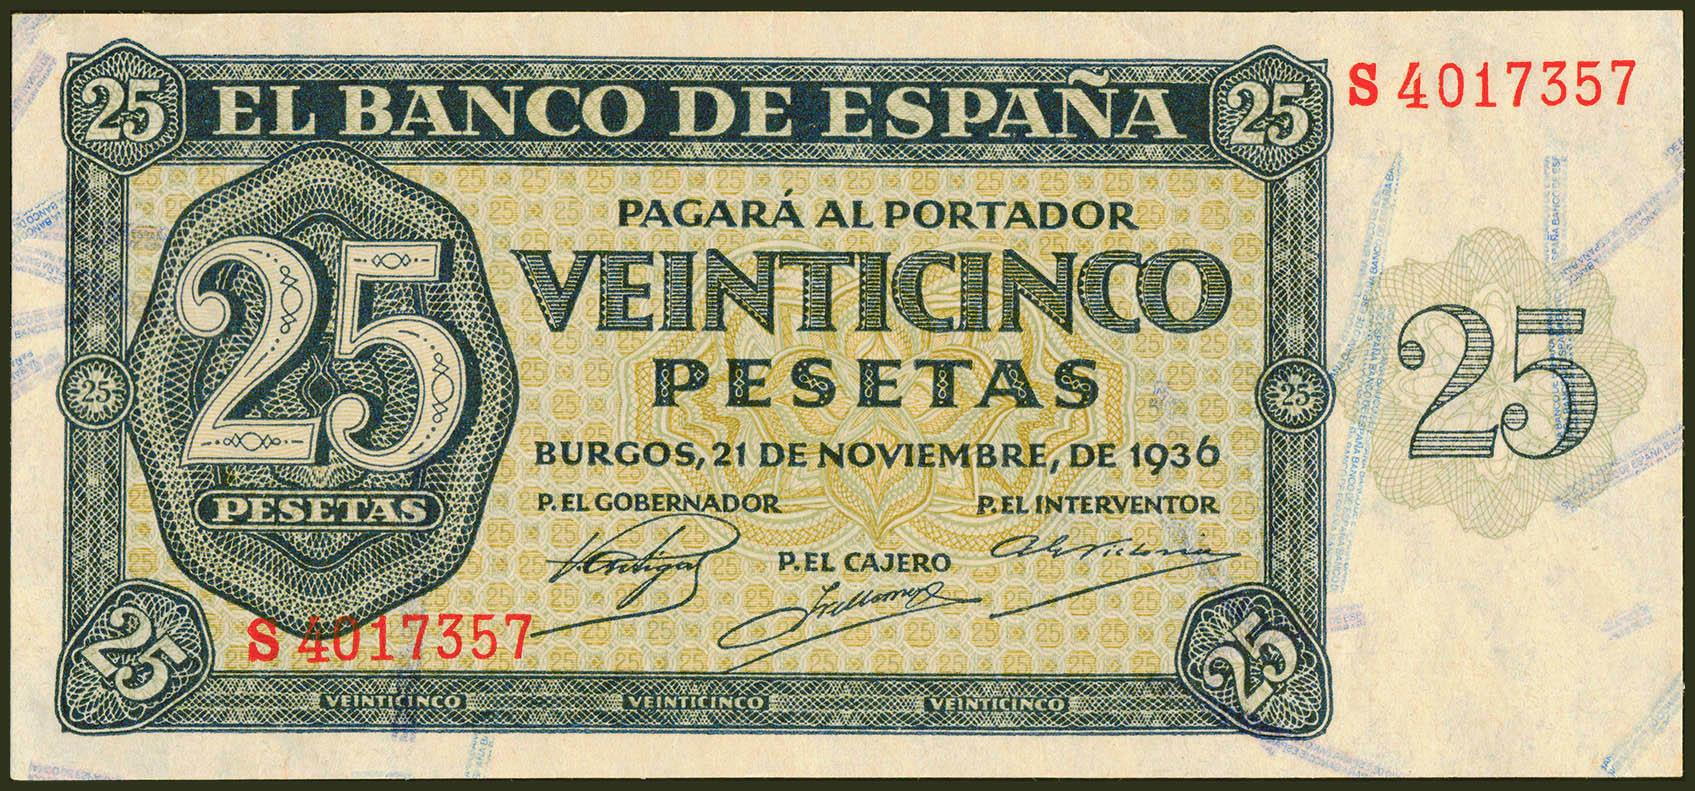 25 EL BANCO DE ESPAÑA 25
S 4017357
PAGARÁ AL PORTADOR
VEINTICINCO
PESETAS
25
PESETAS
25
25
25
BURGOS, 21 DE NOVIEMBRE, DE 1936
P. EL GOBERNADOR
P. EL INTERVENTOR
P. EL CAJERO
S 4017357
25
25
VEINTICINCO VEINTICINCO VEINTICINCO